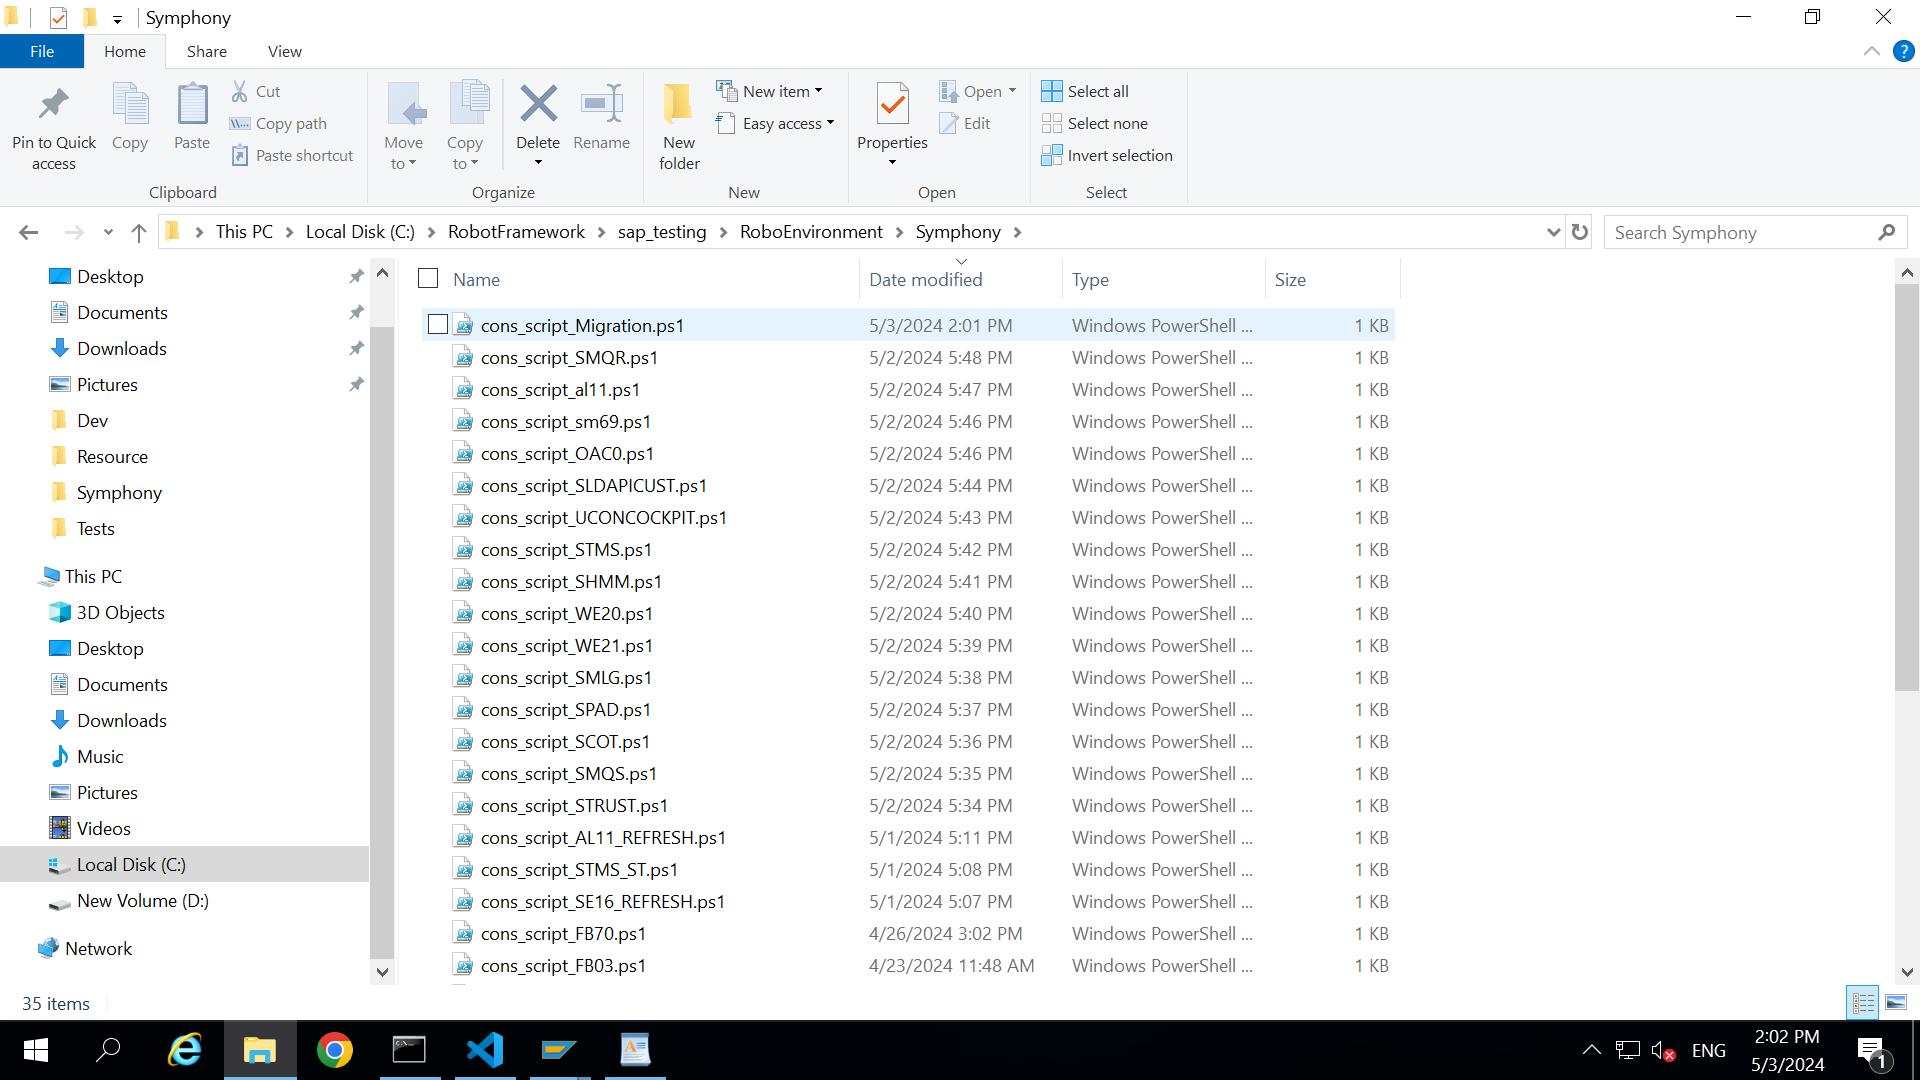 Symphony
File Home Share View
Pin to Quick access
Copy
Paste
Cut
Copy path
Paste shortcut
Clipboard
Move to
Copy to
Delete
Rename
Organize
New folder
New item
Easy access
New
Properties
Open
Edit
Open
Select all
Select none
Invert selection
Select
This PC Local Disk (C:) RobotFramework sap_testing RoboEnvironment Symphony
Search Symphony
Desktop
Documents
Downloads
Pictures
Dev
Resource
Symphony
Tests
This PC
3D Objects
Desktop
Documents
Downloads
Music
Pictures
Videos
Local Disk (C:)
New Volume (D:)
Network
Name Date modified Type Size
cons_script_Migration.ps1 5/3/2024 2:01 PM Windows PowerShell ... 1 KB
cons_script_SMQR.ps1 5/2/2024 5:48 PM Windows PowerShell ... 1 KB
cons_script_al11.ps1 5/2/2024 5:47 PM Windows PowerShell ... 1 KB
cons_script_sm69.ps1 5/2/2024 5:46 PM Windows PowerShell ... 1 KB
cons_script_OAC0.ps1 5/2/2024 5:46 PM Windows PowerShell ... 1 KB
cons_script_SLDAPICUST.ps1 5/2/2024 5:44 PM Windows PowerShell ... 1 KB
cons_script_UCONCOCKPIT.ps1 5/2/2024 5:43 PM Windows PowerShell ... 1 KB
cons_script_STMS.ps1 5/2/2024 5:42 PM Windows PowerShell ... 1 KB
cons_script_SHMM.ps1 5/2/2024 5:41 PM Windows PowerShell ... 1 KB
cons_script_WE20.ps1 5/2/2024 5:40 PM Windows PowerShell ... 1 KB
cons_script_WE21.ps1 5/2/2024 5:39 PM Windows PowerShell ... 1 KB
cons_script_SMLG.ps1 5/2/2024 5:38 PM Windows PowerShell ... 1 KB
cons_script_SPAD.ps1 5/2/2024 5:37 PM Windows PowerShell ... 1 KB
cons_script_SCOT.ps1 5/2/2024 5:36 PM Windows PowerShell ... 1 KB
cons_script_SMQS.ps1 5/2/2024 5:35 PM Windows PowerShell ... 1 KB
cons_script_STRUST.ps1 5/2/2024 5:34 PM Windows PowerShell ... 1 KB
cons_script_AL11_REFRESH.ps1 5/1/2024 5:11 PM Windows PowerShell ... 1 KB
cons_script_STMS_ST.ps1 5/1/2024 5:08 PM Windows PowerShell ... 1 KB
cons_script_SE16_REFRESH.ps1 5/1/2024 5:07 PM Windows PowerShell ... 1 KB
cons_script_FB70.ps1 4/26/2024 3:02 PM Windows PowerShell ... 1 KB
cons_script_FB03.ps1 4/23/2024 11:48 AM Windows PowerShell ... 1 KB
35 items
ENG
2:02 PM
5/3/2024
1